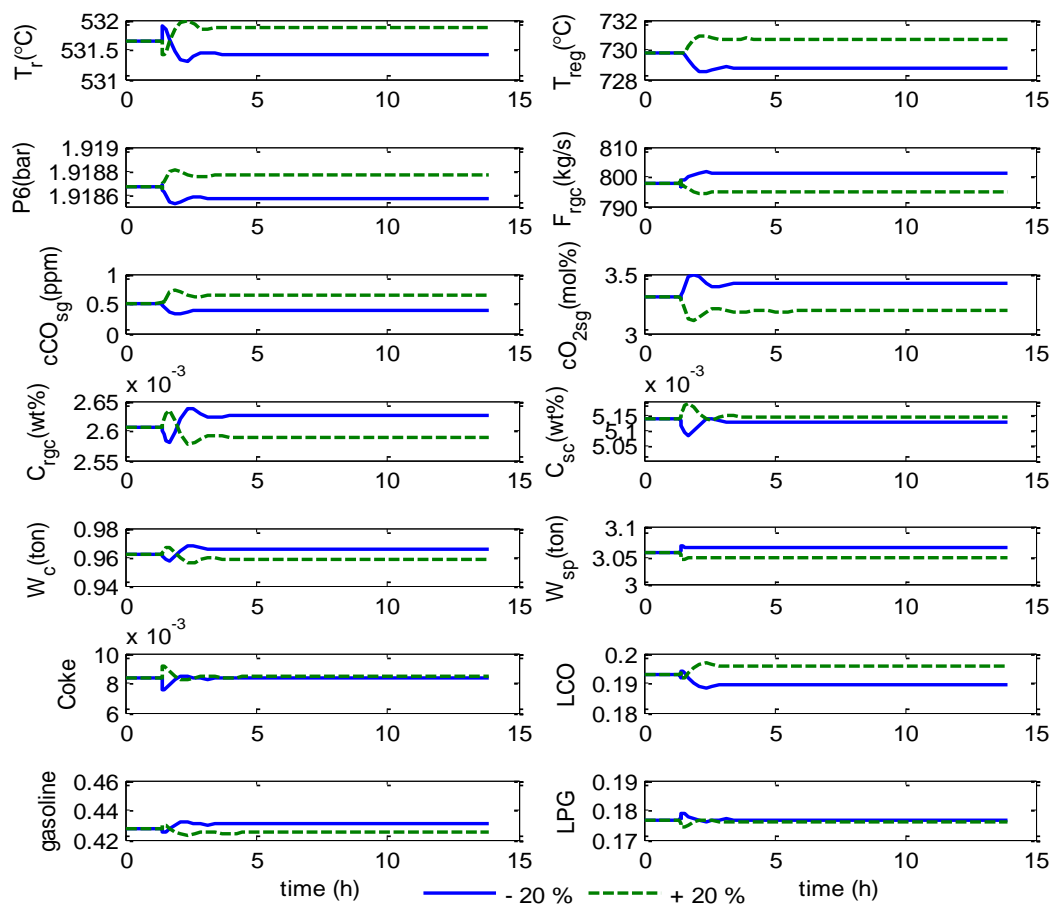 T_r(°C)
532
531.5
531
0 5 10 15
T_reg(°C)
732
730
728
0 5 10 15
P6(bar)
1.919
1.9188
1.9186
0 5 10 15
F_rgc(kg/s)
810
800
790
0 5 10 15
cCO_sg(ppm)
1
0.5
0
0 5 10 15
cO_2sg(mol%)
3.5
3
0 5 10 15
x 10^-3
C_rgc(wt%)
2.65
2.6
2.55
0 5 10 15
x 10^-3
C_sc(wt%)
5.15
5.1
5.05
0 5 10 15
W_c(ton)
0.98
0.96
0.94
0 5 10 15
W_sp(ton)
3.1
3.05
3
0 5 10 15
x 10^-3
Coke
10
8
6
0 5 10 15
LCO
0.2
0.19
0.18
0 5 10 15
gasoline
0.46
0.44
0.42
0 5 10 15
time (h)
LPG
0.19
0.18
0.17
0 5 10 15
time (h)
- 20 % + 20 %